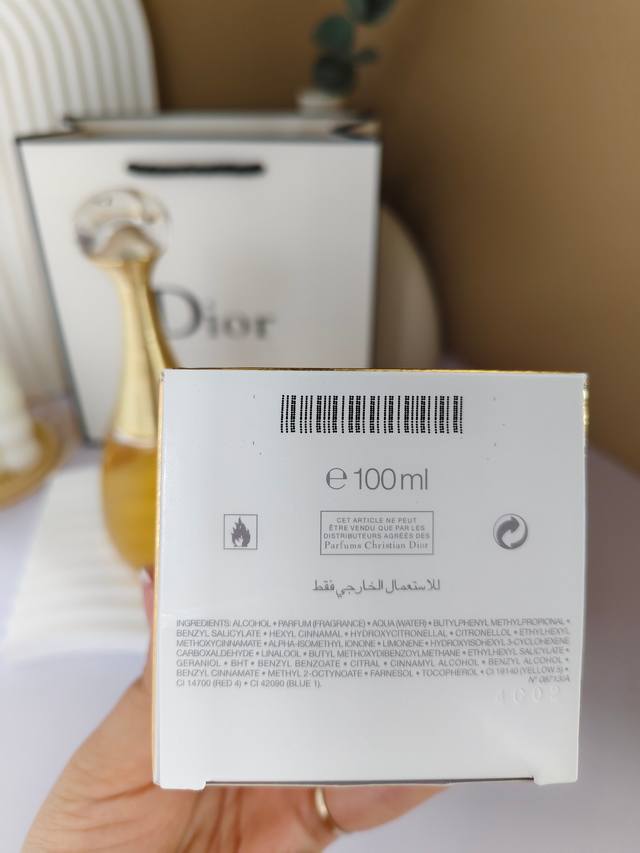 Dior
℮ 100 ml
CET ARTICLE NE PEUT
ÊTRE VENDU QUE PAR LES
DISTRIBUTEURS AGRÉÉS DES
Parfums Christian Dior
للاستعمال الخارجي فقط
INGREDIENTS: ALCOHOL • PARFUM (FRAGRANCE) • AQUA (WATER) • BUTYLPHENYL METHYLPROPIONAL •
BENZYL SALICYLATE • HEXYL CINNAMAL • HYDROXYCITRONELLAL • CITRONELLOL • ETHYLHEXYL
METHOXYCINNAMATE • ALPHA-ISOMETHYL IONONE • LIMONENE • HYDROXYISOHEXYL 3-CYCLOHEXENE
CARBOXALDEHYDE • LINALOOL • BUTYL METHOXYDIBENZOYLMETHANE • ETHYLHEXYL SALICYLATE •
GERANIOL • BHT • BENZYL BENZOATE • CITRAL • CINNAMYL ALCOHOL • BENZYL ALCOHOL •
BENZYL CINNAMATE • METHYL 2-OCTYNOATE • FARNESOL • TOCOPHEROL • CI 19140 (YELLOW 5) •
CI 14700 (RED 4) • CI 42090 (BLUE 1). N° 08713/A